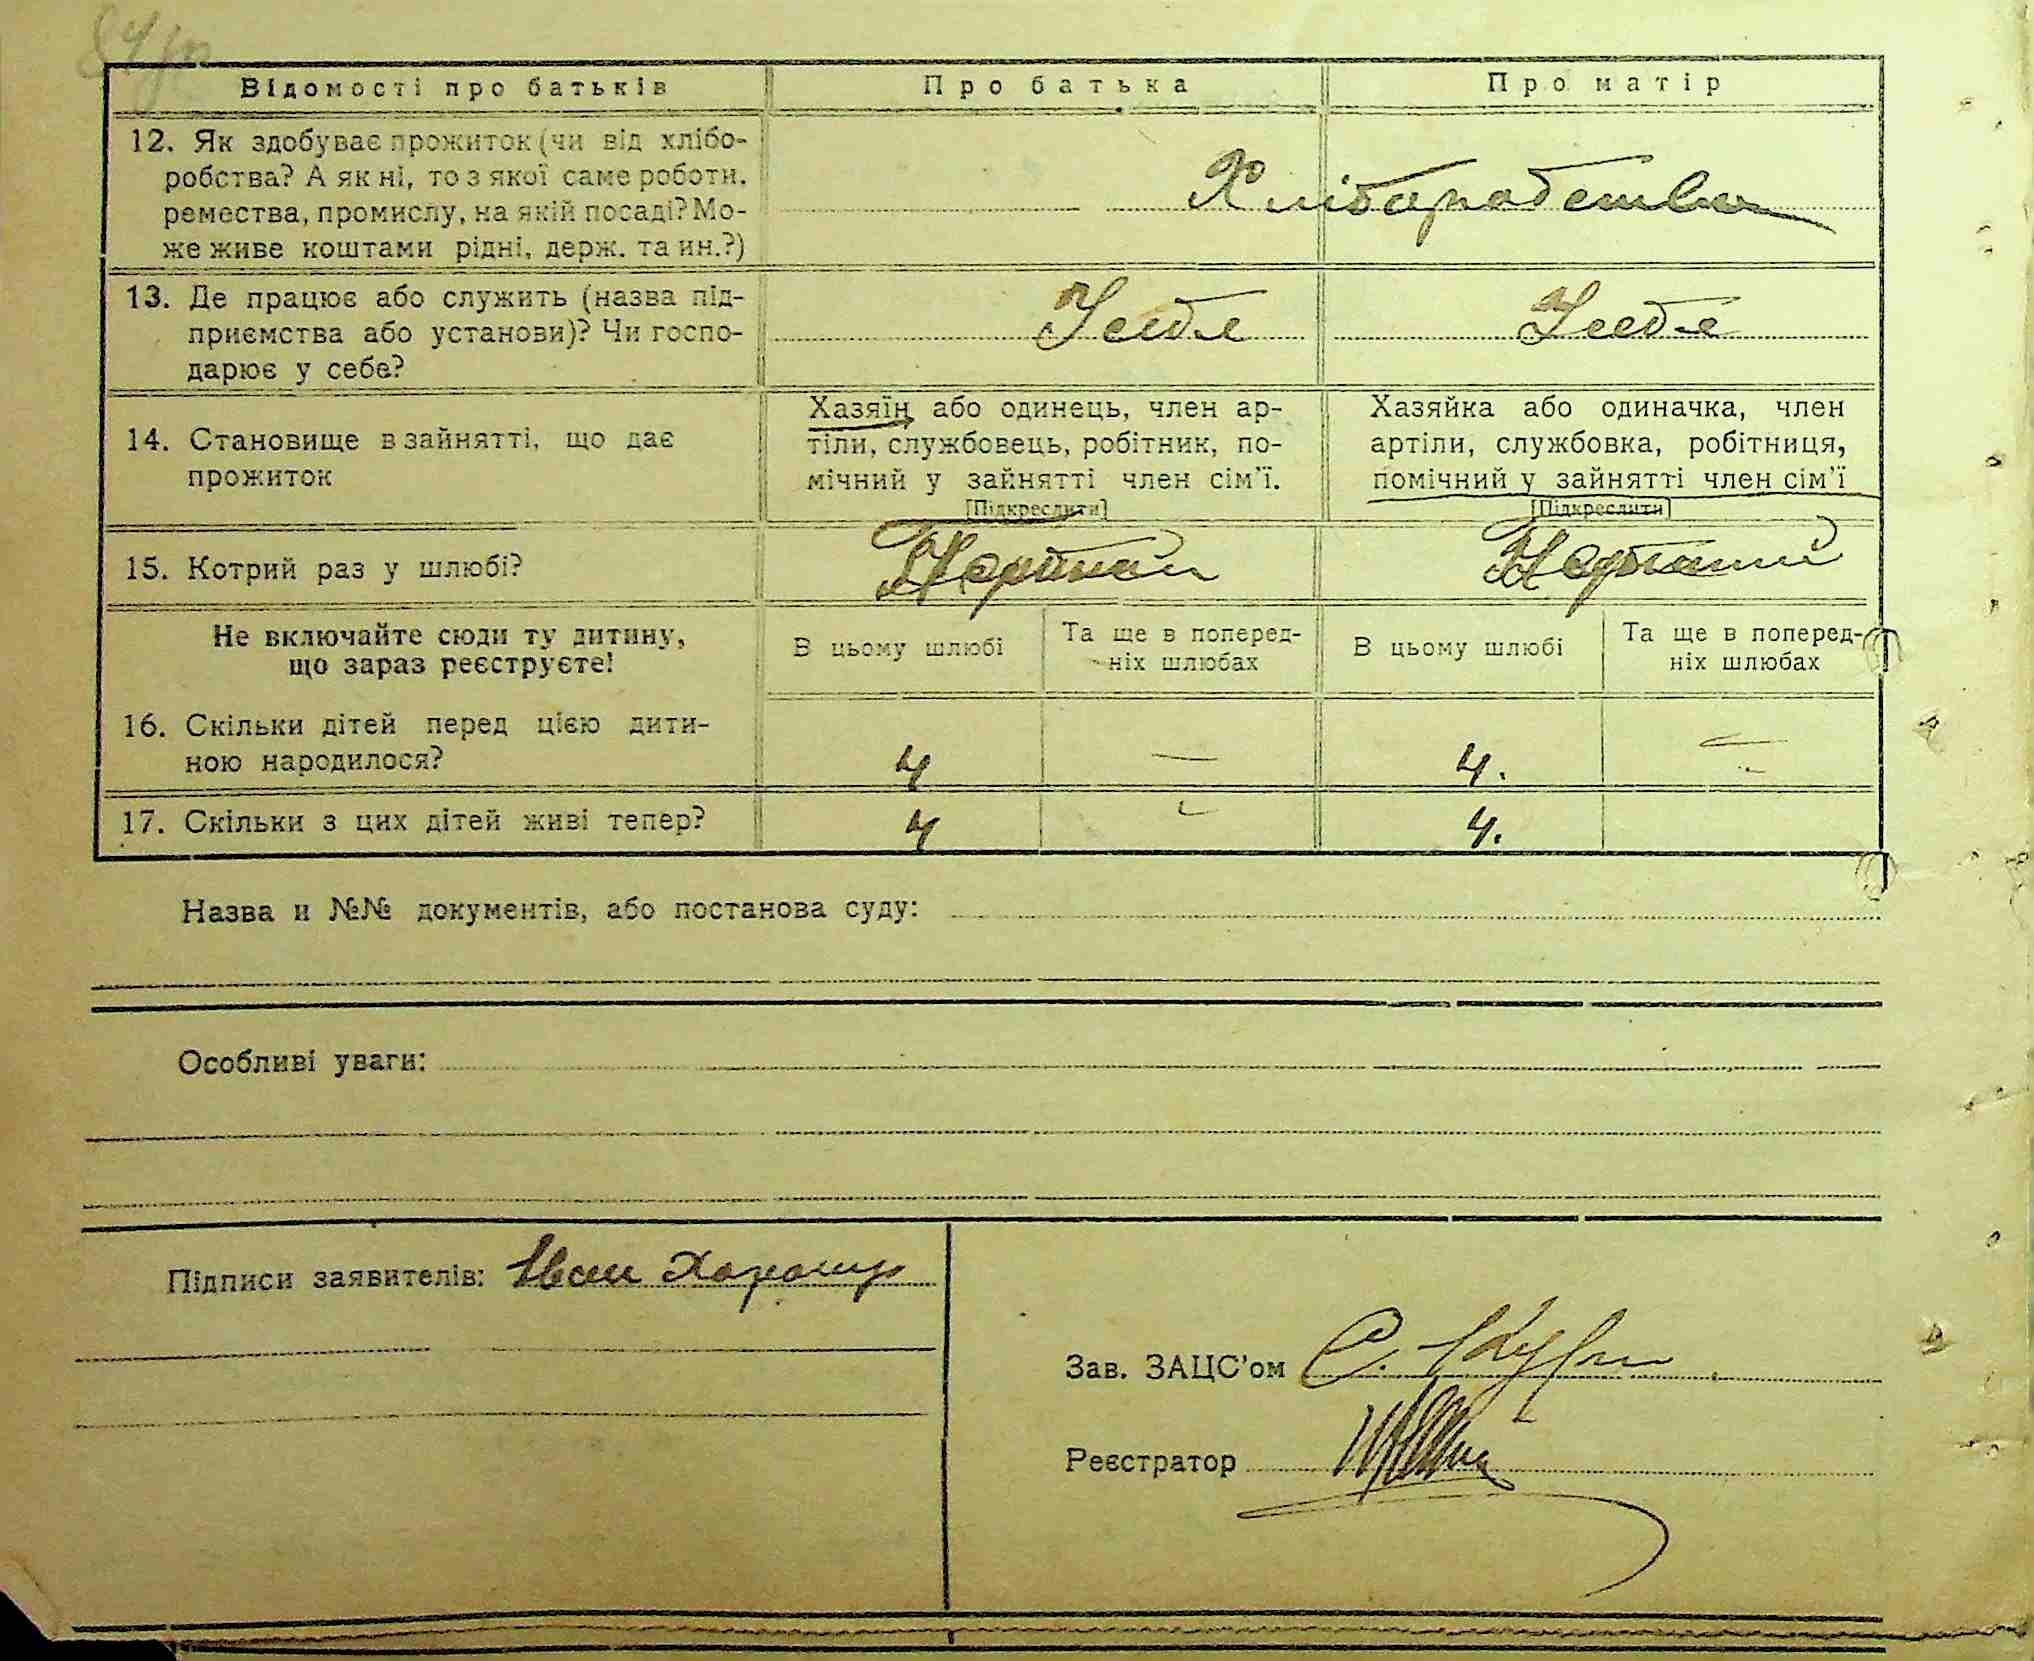 Відомості про батьків
Про батька
Про матір
12. Як здобуває прожиток (чи від хлібо-
робства? А як ні, то з якої саме роботи,
ремества, промислу, на якій посаді? Мо-
же живе коштами рідні, держ. та ин.?)
Хліборобство
13. Де працює або служить (назва під-
приємства або установи)? Чи госпо-
дарює у себе?
У себе
У себе
14. Становище в зайнятті, що дає
прожиток
Хазяїн або одинець, член ар-
тіли, службовець, робітник, по-
мічний у зайнятті член сім'ї.
[Підкреслити]
Хазяйка або одиначка, член
артіли, службовка, робітниця,
помічний у зайнятті член сім'ї
[Підкреслити]
15. Котрий раз у шлюбі?
Не включайте сюди ту дитину,
що зараз реєструєте!
В цьому шлюбі
Та ще в поперед-
ніх шлюбах
В цьому шлюбі
Та ще в поперед-
ніх шлюбах
16. Скільки дітей перед цією дити-
ною народилося?
4
—
4.
—
17. Скільки з цих дітей живі тепер?
4
4.
Назва и №№ документів, або постанова суду:
Особливі уваги:
Підписи заявителів: Іван
Зав. ЗАЦС'ом С.
Реєстратор